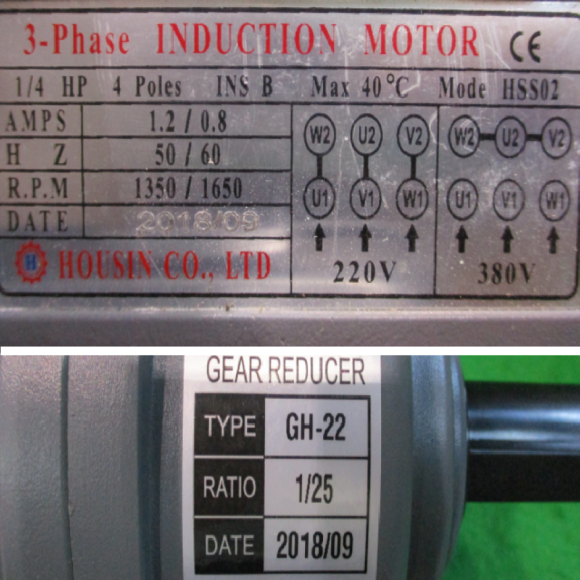 3-Phase INDUCTION MOTOR CE
1/4 HP 4 Poles INS B Max 40°C Mode HSS02
AMPS 1.2 / 0.8
H Z 50 / 60
R.P.M 1350 / 1650
DATE 2018/09
H HOUSIN CO., LTD
W2 U2 V2
U1 V1 W1
220V
W2 U2 V2
U1 V1 W1
380V
GEAR REDUCER
TYPE GH-22
RATIO 1/25
DATE 2018/09